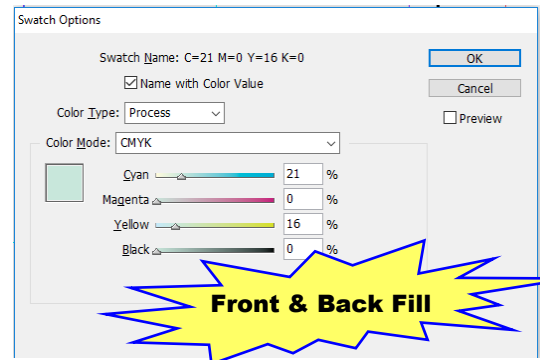 Swatch Options
Swatch Name: C=21 M=0 Y=16 K=0
OK
Name with Color Value
Cancel
Color Type: Process
Preview
Color Mode: CMYK
Cyan 21 %
Magenta 0 %
Yellow 16 %
Black 0 %
Front & Back Fill